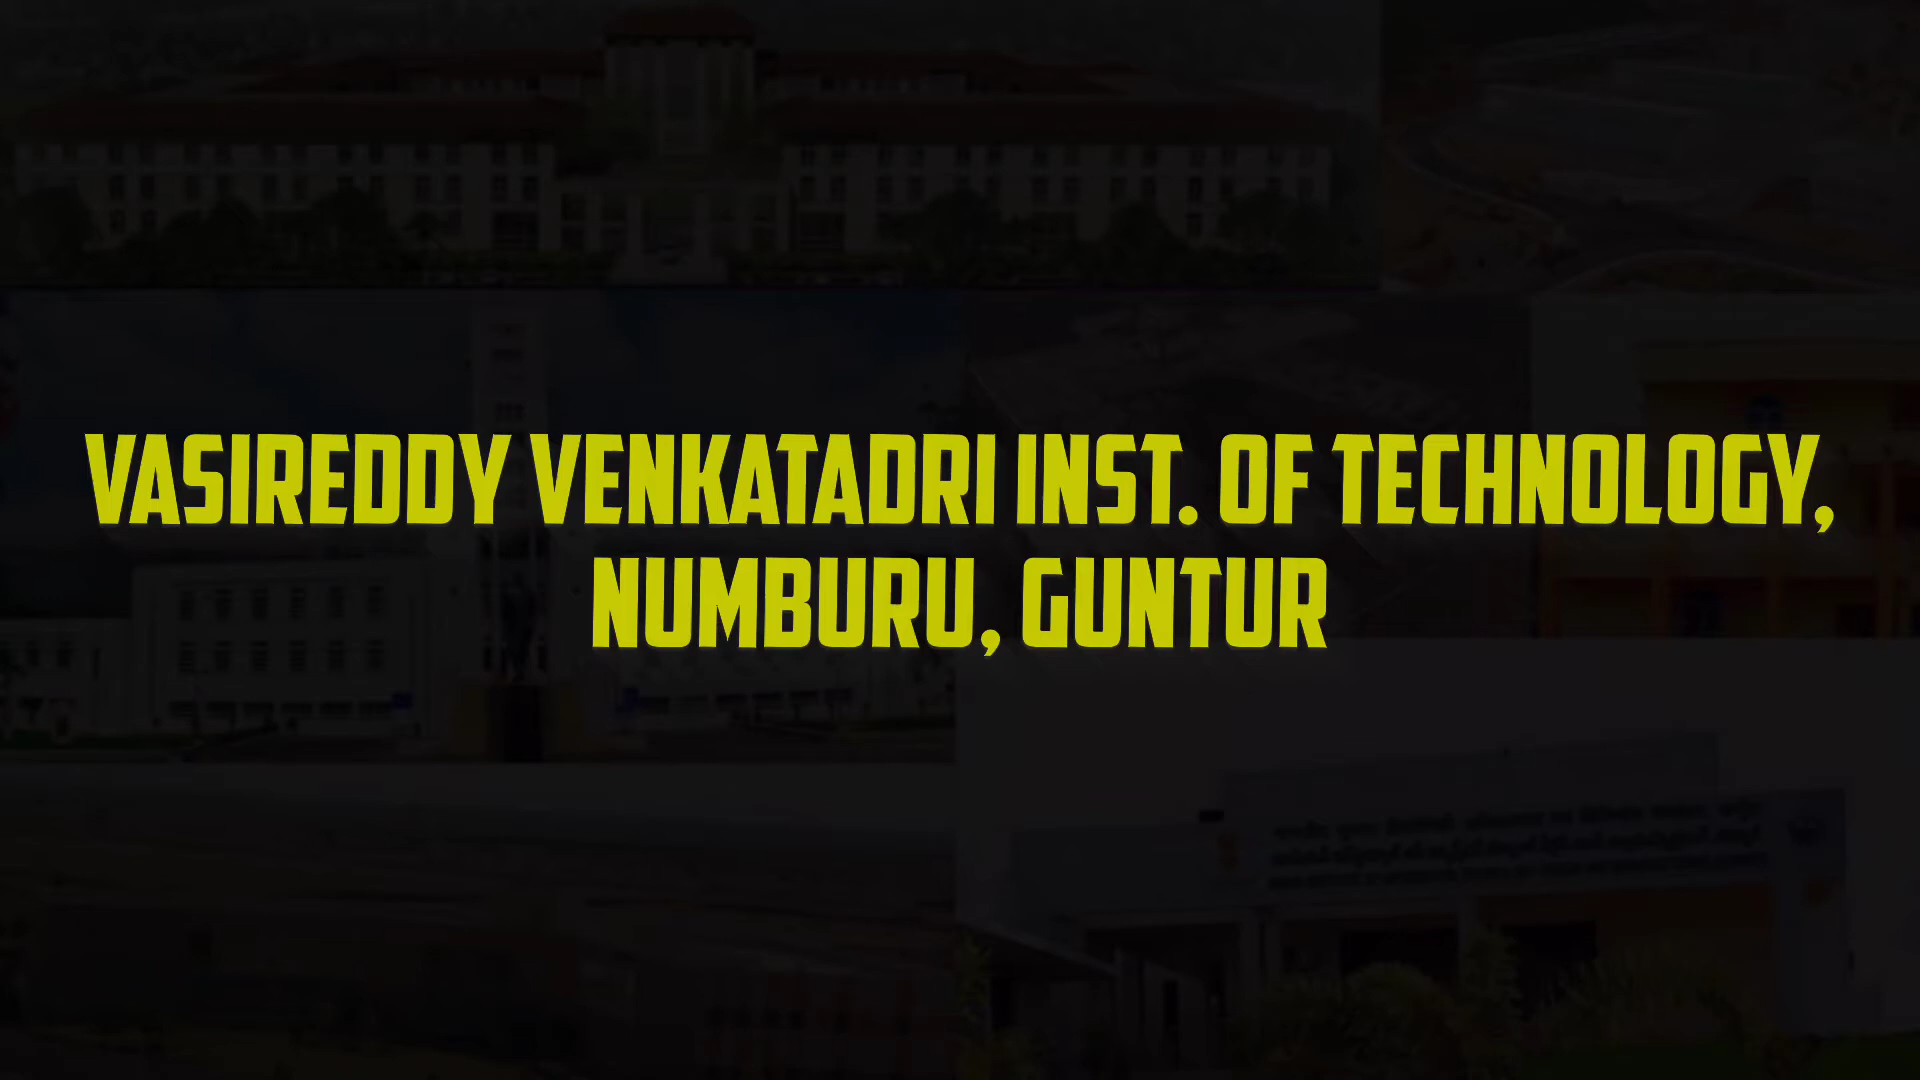 VASIREDDY VENKATADRI INST. OF TECHNOLOGY,
NUMBURU, GUNTUR